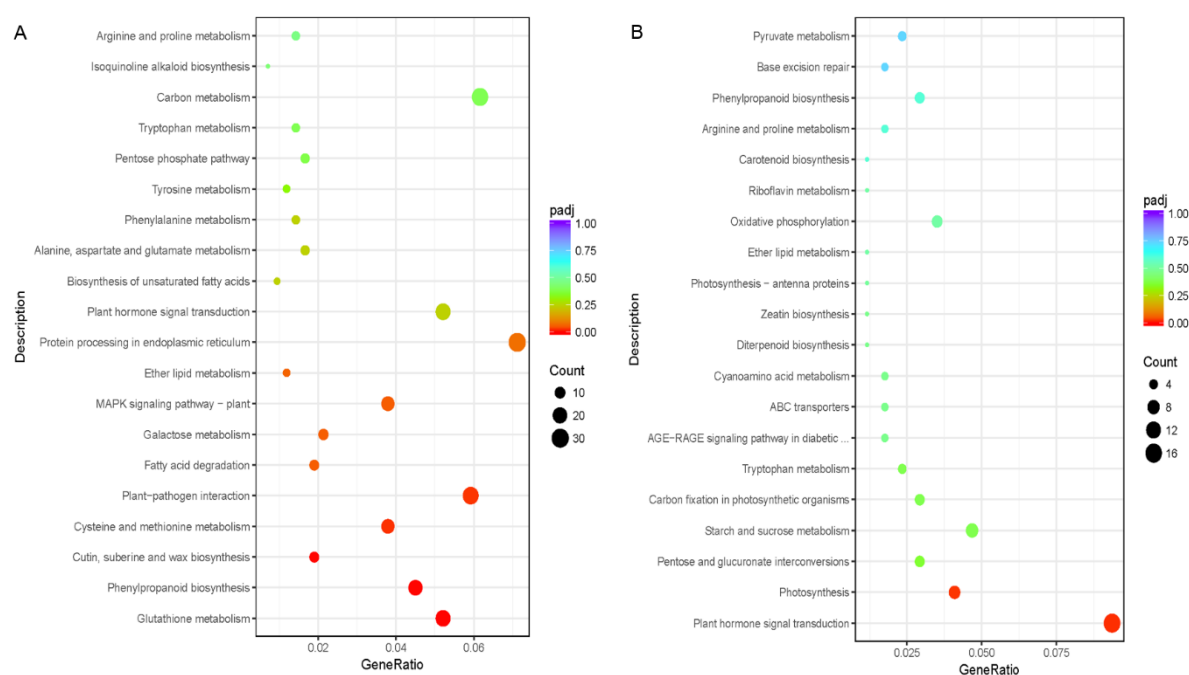 A
Arginine and proline metabolism
Isoquinoline alkaloid biosynthesis
Carbon metabolism
Tryptophan metabolism
Pentose phosphate pathway
Tyrosine metabolism
Phenylalanine metabolism
Alanine, aspartate and glutamate metabolism
Biosynthesis of unsaturated fatty acids
Plant hormone signal transduction
Protein processing in endoplasmic reticulum
Ether lipid metabolism
MAPK signaling pathway − plant
Galactose metabolism
Fatty acid degradation
Plant−pathogen interaction
Cysteine and methionine metabolism
Cutin, suberine and wax biosynthesis
Phenylpropanoid biosynthesis
Glutathione metabolism
Description
0.02 0.04 0.06
GeneRatio
padj
1.00
0.75
0.50
0.25
0.00
Count
10
20
30
B
Pyruvate metabolism
Base excision repair
Phenylpropanoid biosynthesis
Arginine and proline metabolism
Carotenoid biosynthesis
Riboflavin metabolism
Oxidative phosphorylation
Ether lipid metabolism
Photosynthesis − antenna proteins
Zeatin biosynthesis
Diterpenoid biosynthesis
Cyanoamino acid metabolism
ABC transporters
AGE−RAGE signaling pathway in diabetic ...
Tryptophan metabolism
Carbon fixation in photosynthetic organisms
Starch and sucrose metabolism
Pentose and glucuronate interconversions
Photosynthesis
Plant hormone signal transduction
Description
0.025 0.050 0.075
GeneRatio
padj
1.00
0.75
0.50
0.25
0.00
Count
4
8
12
16